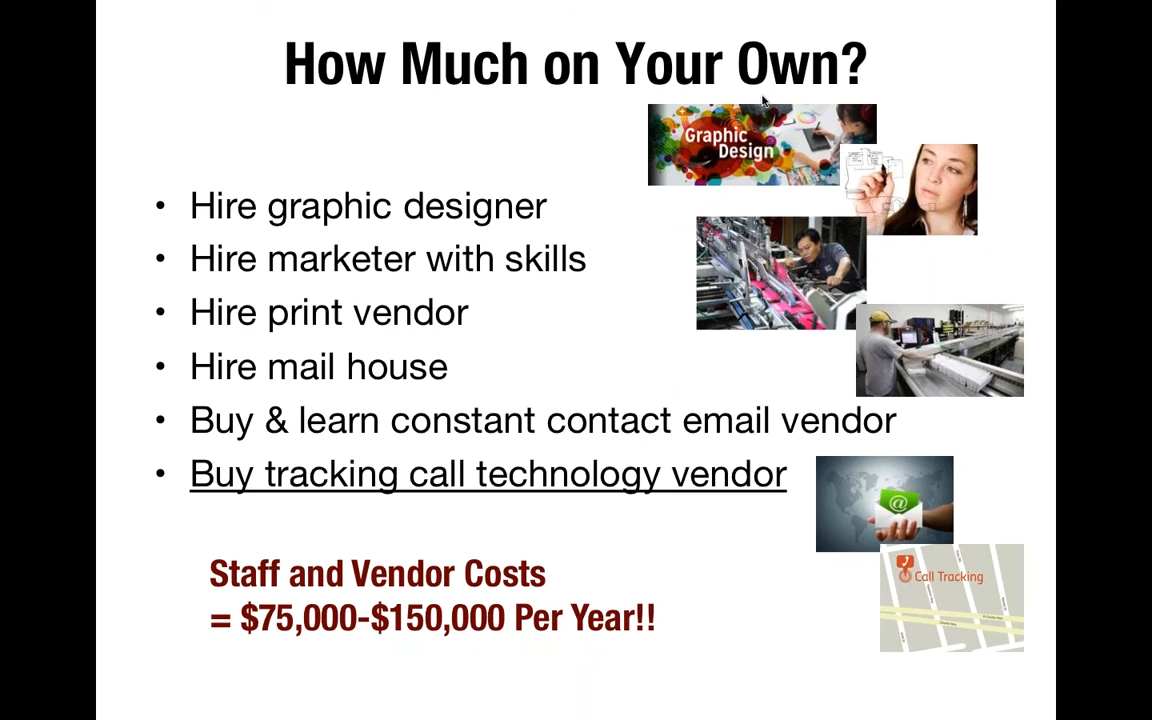 How Much on Your Own?
Graphic
Design
• Hire graphic designer
• Hire marketer with skills
• Hire print vendor
• Hire mail house
• Buy & learn constant contact email vendor
• Buy tracking call technology vendor
@
Staff and Vendor Costs
= $75,000-$150,000 Per Year!!
Call Tracking